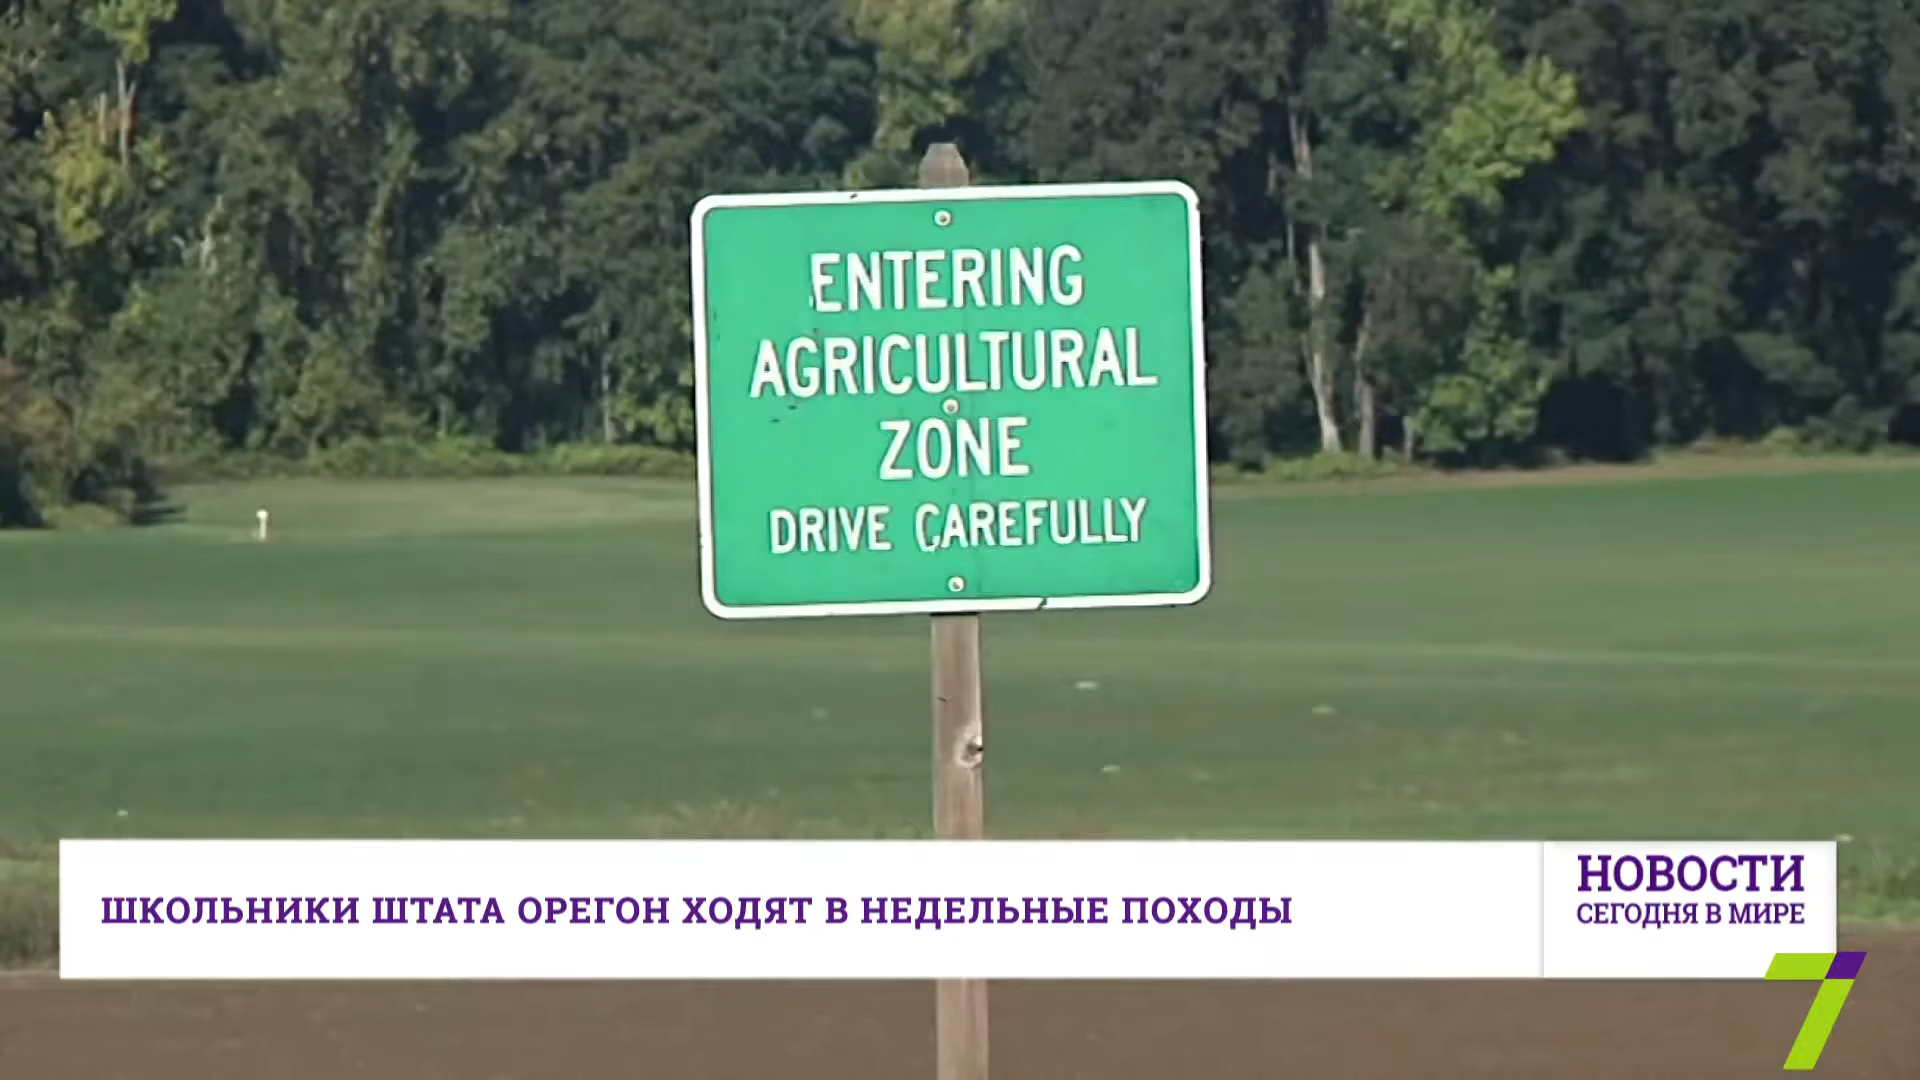 ENTERING
AGRICULTURAL
ZONE
DRIVE CAREFULLY
ШКОЛЬНИКИ ШТАТА ОРЕГОН ХОДЯТ В НЕДЕЛЬНЫЕ ПОХОДЫ
НОВОСТИ
СЕГОДНЯ В МИРЕ
7